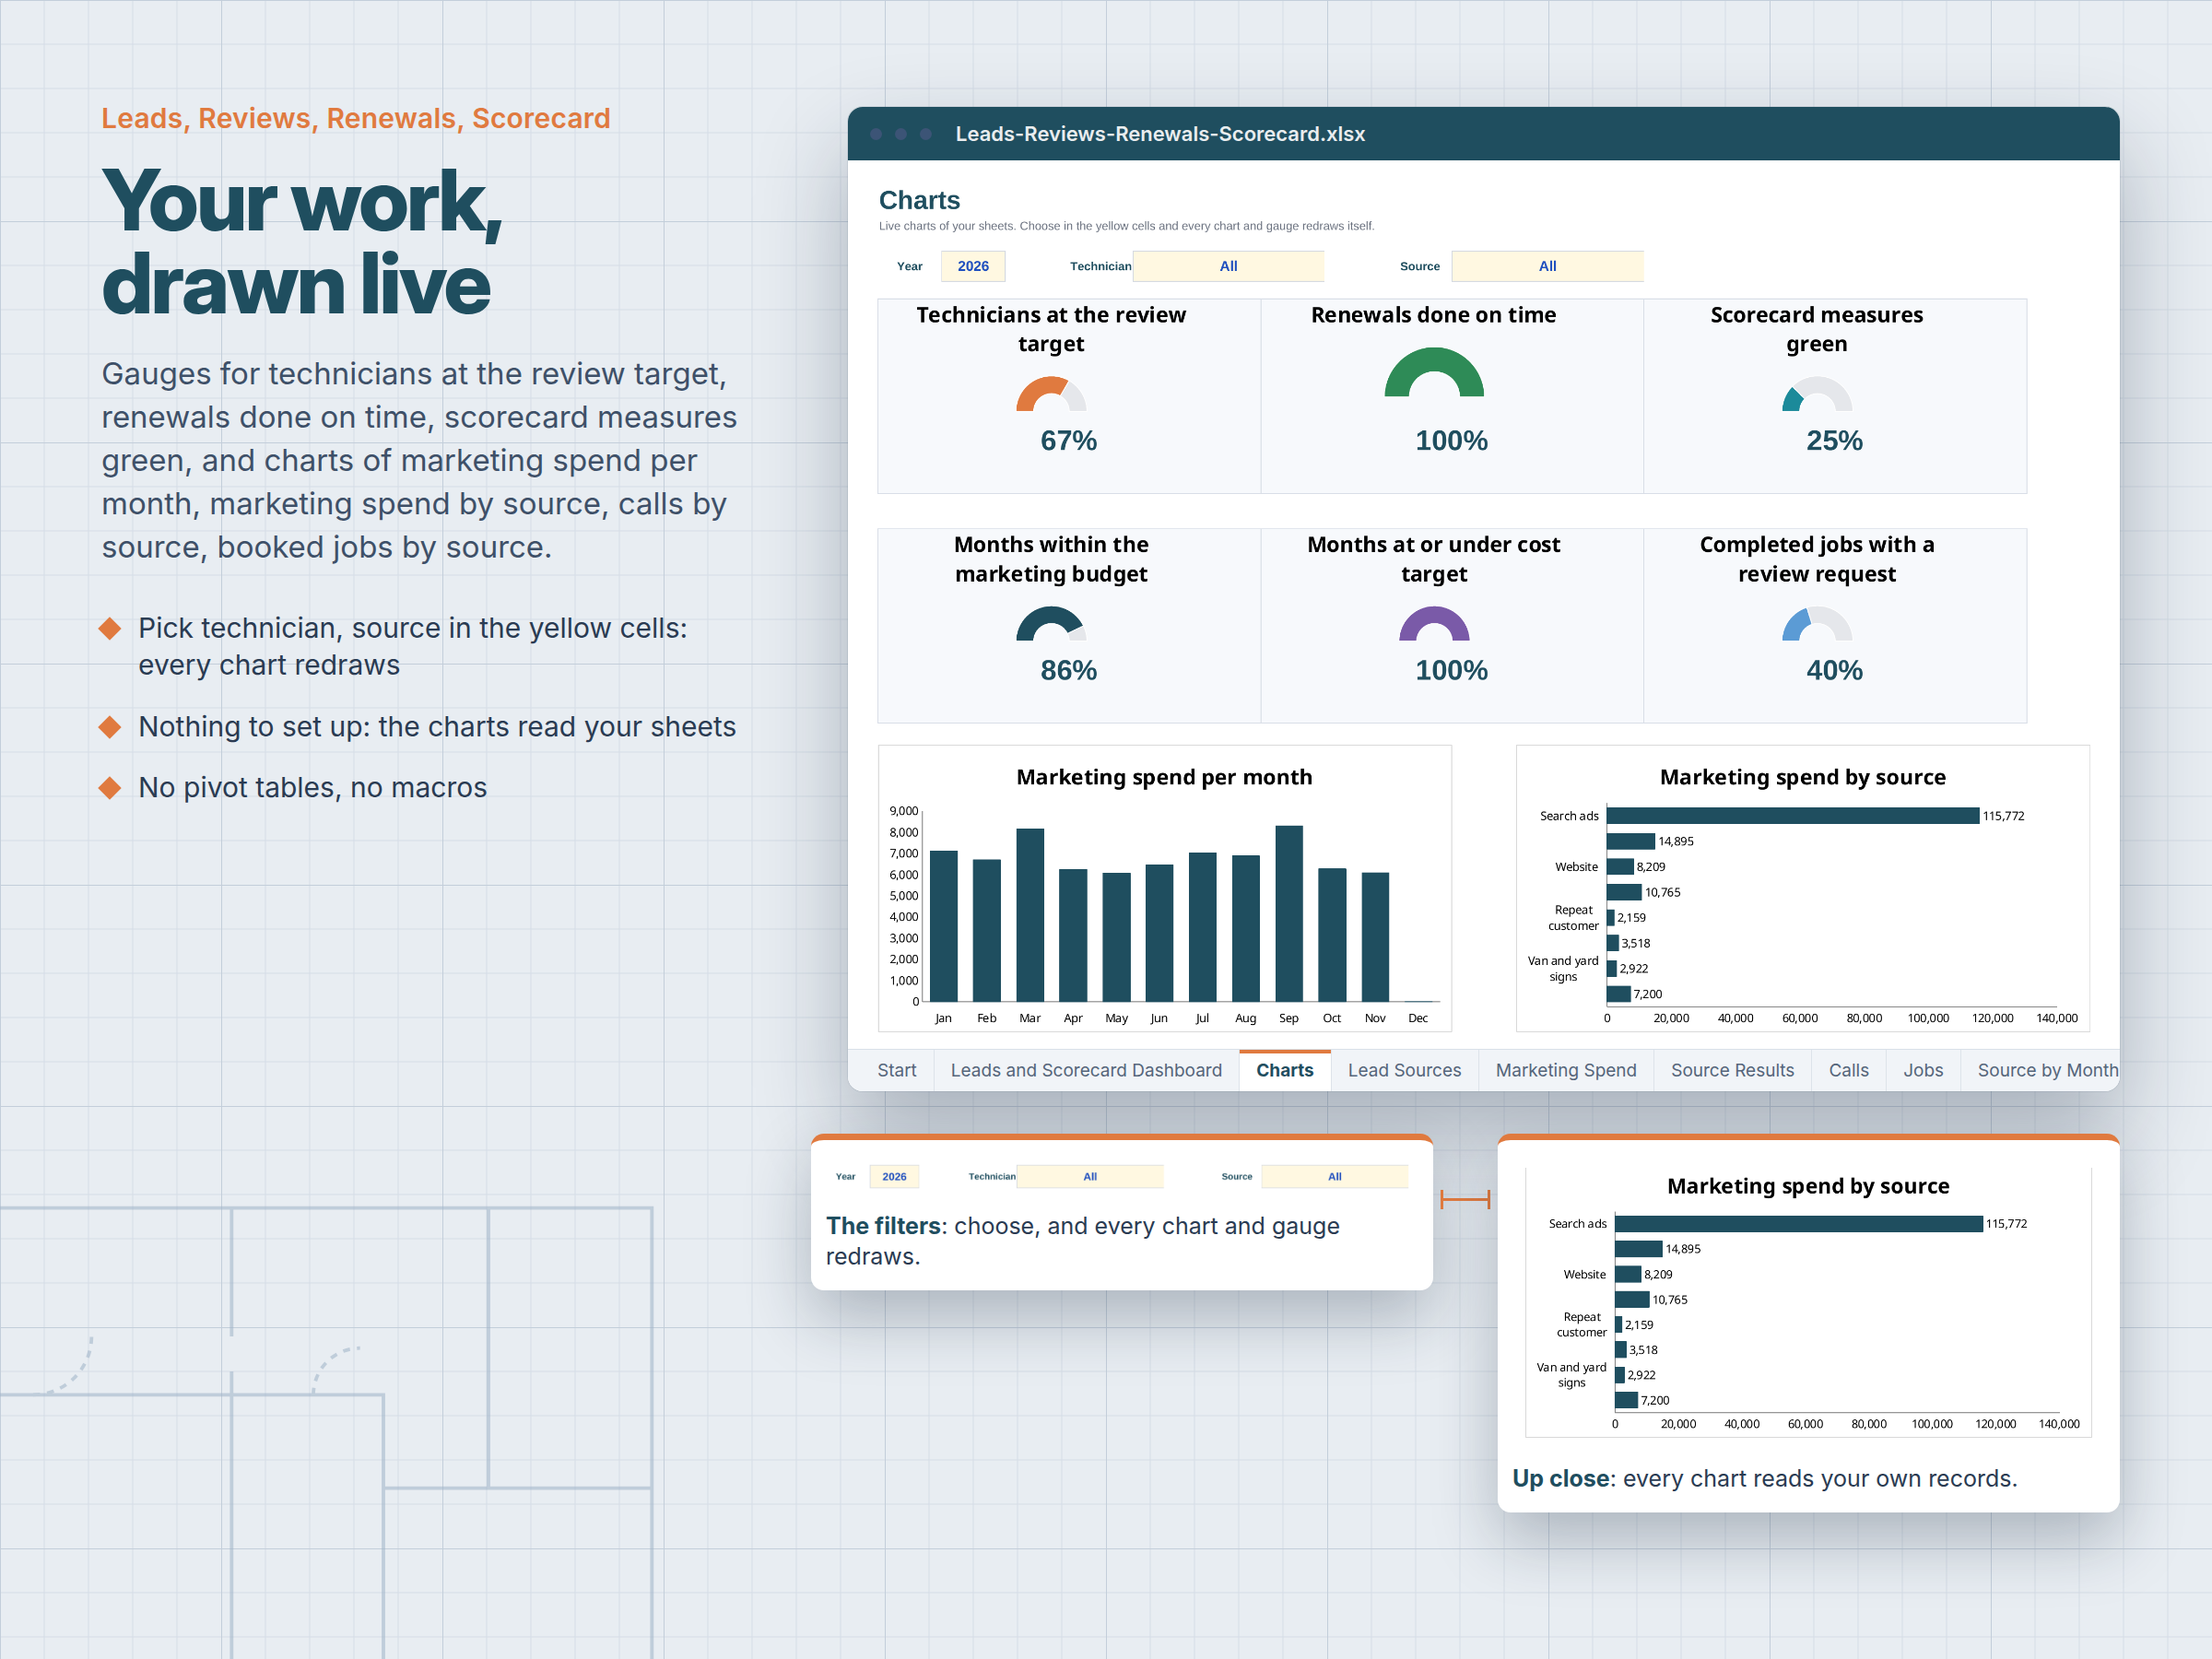 Leads, Reviews, Renewals, Scorecard
Your work,
drawn live
Gauges for technicians at the review target,
renewals done on time, scorecard measures
green, and charts of marketing spend per
month, marketing spend by source, calls by
source, booked jobs by source.
Pick technician, source in the yellow cells:
every chart redraws
Nothing to set up: the charts read your sheets
No pivot tables, no macros
Leads-Reviews-Renewals-Scorecard.xlsx
Charts
Live charts of your sheets. Choose in the yellow cells and every chart and gauge redraws itself.
Year 2026 Technician All Source All
Technicians at the review
target
67%
Renewals done on time
100%
Scorecard measures
green
25%
Months within the
marketing budget
86%
Months at or under cost
target
100%
Completed jobs with a
review request
40%
Marketing spend per month
9,000
8,000
7,000
6,000
5,000
4,000
3,000
2,000
1,000
0
Jan Feb Mar Apr May Jun Jul Aug Sep Oct Nov Dec
Marketing spend by source
Search ads 115,772
14,895
Website 8,209
10,765
Repeat
customer 2,159
3,518
Van and yard
signs 2,922
7,200
0 20,000 40,000 60,000 80,000 100,000 120,000 140,000
Start Leads and Scorecard Dashboard Charts Lead Sources Marketing Spend Source Results Calls Jobs Source by Month
Year 2026 Technician All Source All
The filters: choose, and every chart and gauge
redraws.
Marketing spend by source
Search ads 115,772
14,895
Website 8,209
10,765
Repeat
customer 2,159
3,518
Van and yard
signs 2,922
7,200
0 20,000 40,000 60,000 80,000 100,000 120,000 140,000
Up close: every chart reads your own records.